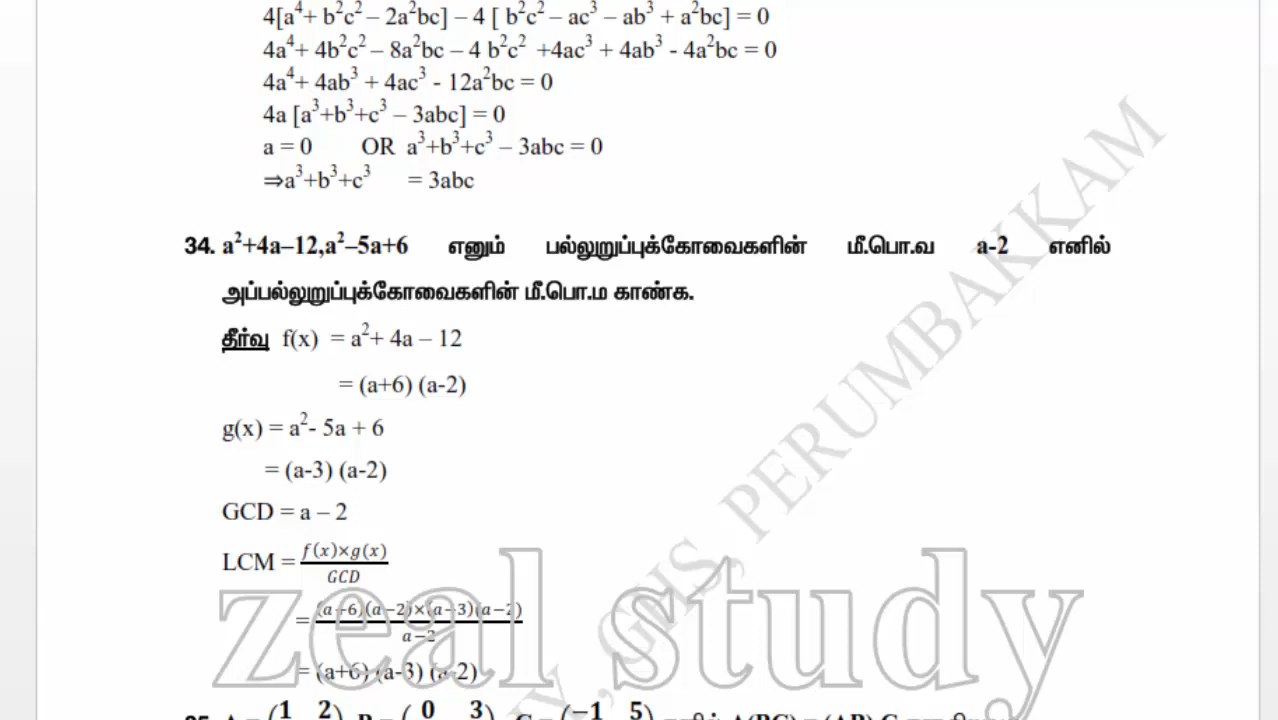 4[a⁴+ b²c² – 2a²bc] – 4 [ b²c² – ac³ – ab³ + a²bc] = 0
4a⁴+ 4b²c² – 8a²bc – 4 b²c² +4ac³ + 4ab³ - 4a²bc = 0
4a⁴+ 4ab³ + 4ac³ - 12a²bc = 0
4a [a³+b³+c³ – 3abc] = 0
a = 0 OR a³+b³+c³ – 3abc = 0
⇒a³+b³+c³ = 3abc
34. a²+4a–12,a²–5a+6 எனும் பல்லுறுப்புக்கோவைகளின் மீ.பொ.வ a-2 எனில்
அப்பல்லுறுப்புக்கோவைகளின் மீ.பொ.ம காண்க.
தீர்வு f(x) = a²+ 4a – 12
= (a+6) (a-2)
g(x) = a²- 5a + 6
= (a-3) (a-2)
GCD = a – 2
LCM = f(x)×g(x)/GCD
= (a+6)(a−2)×(a−3)(a−2)/a−2
= (a+6) (a-3) (a-2)
GHS, PERUMBAKKAM
zeal study